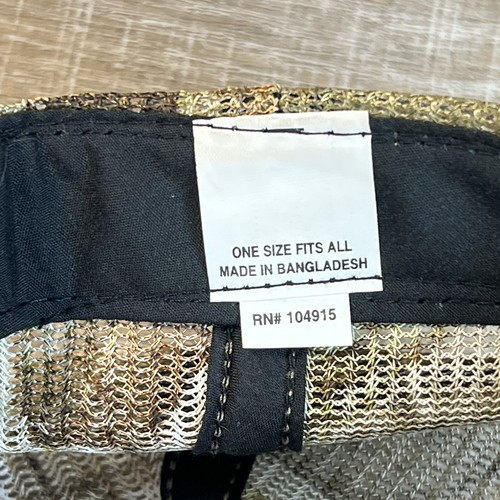 ONE SIZE FITS ALL
MADE IN BANGLADESH
RN# 104915